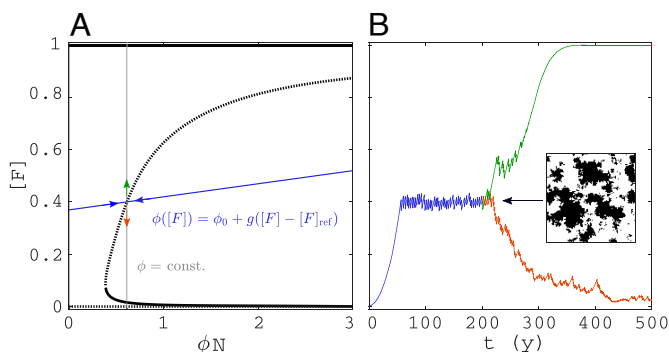 A
B
1
0.8
0.6
0.4
0.2
0
[F]
ϕ([F]) = ϕ₀ + g([F] − [F]ref)
ϕ = const.
0 1 2 3
ϕN
0 100 200 300 400 500
t (y)